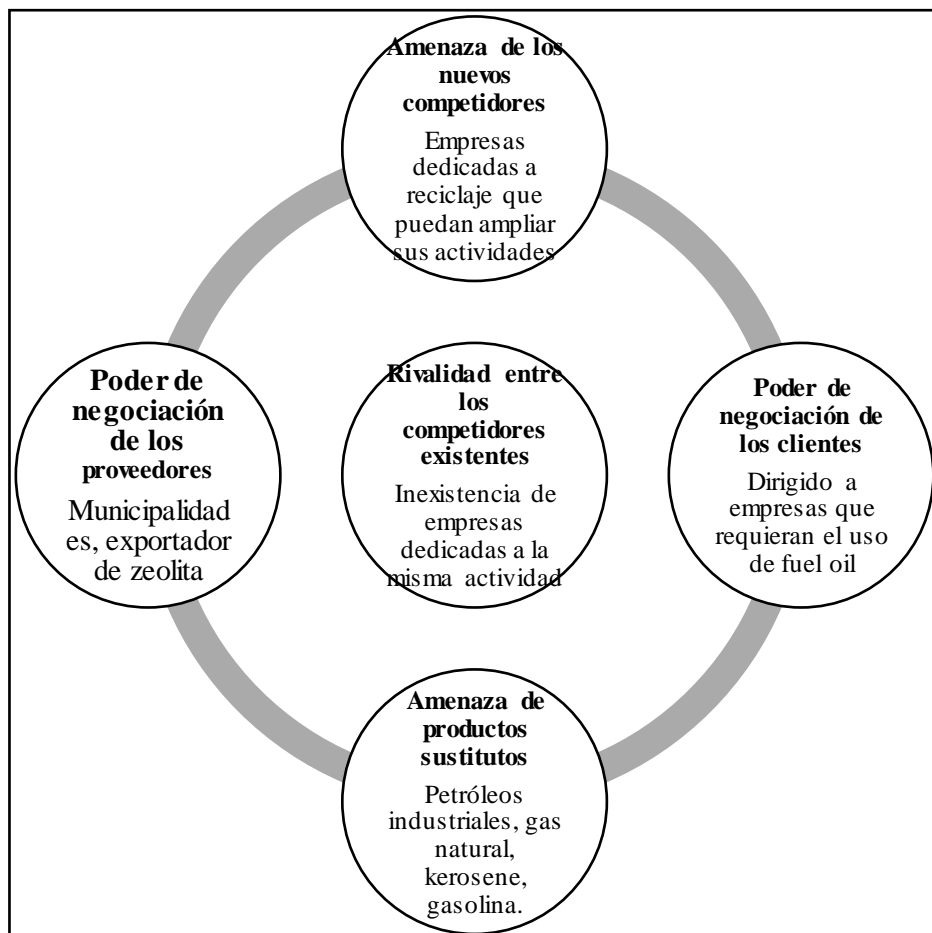 Amenaza de los
nuevos
competidores
Empresas
dedicadas a
reciclaje que
puedan ampliar
sus actividades
Poder de
negociación
de los
proveedores
Municipalidad
es, exportador
de zeolita
Rivalidad entre
los
competidores
existentes
Inexistencia de
empresas
dedicadas a la
misma actividad
Poder de
negociación de
los clientes
Dirigido a
empresas que
requieran el uso
de fuel oil
Amenaza de
productos
sustitutos
Petróleos
industriales, gas
natural,
kerosene,
gasolina.